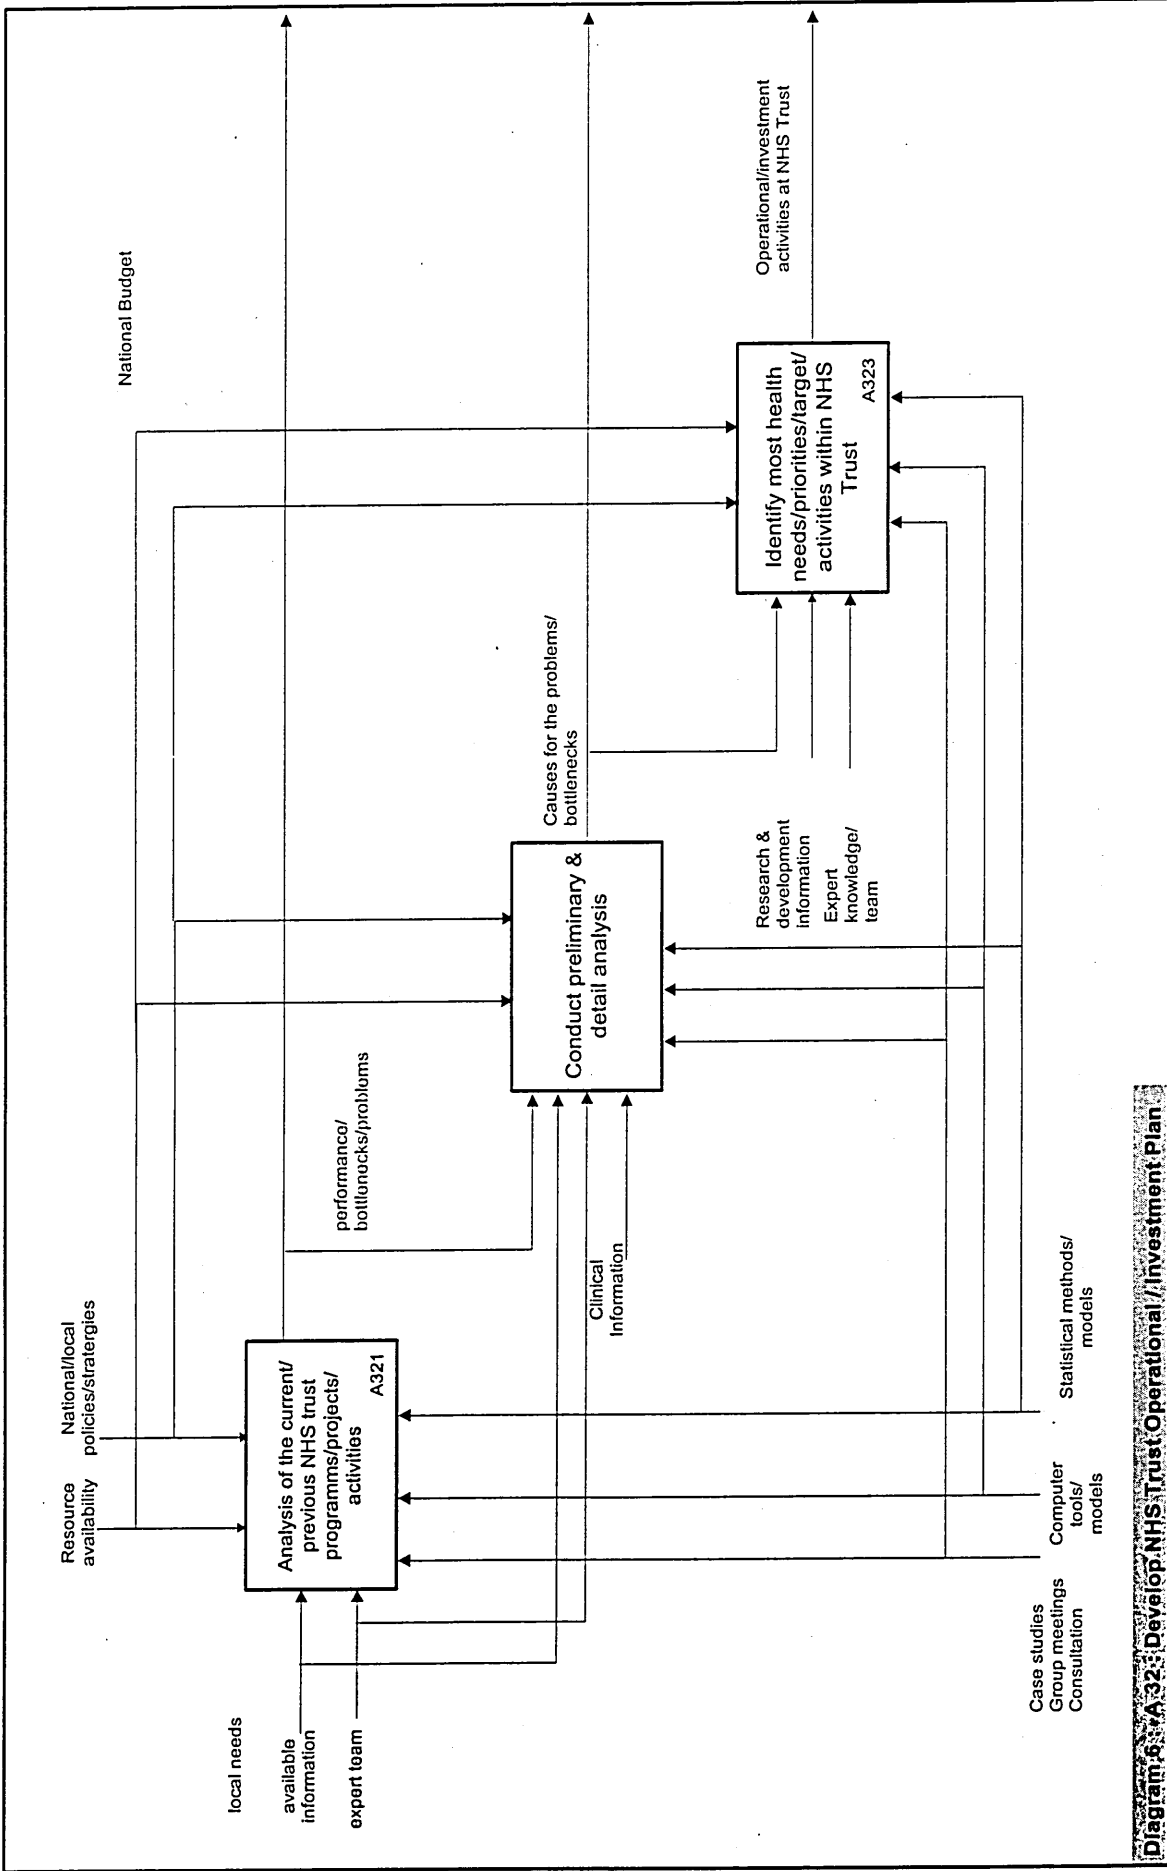 Resource
availability
National/local
policies/stratergies
National Budget
local needs
available
information
expert team
Analysis of the current/
previous NHS trust
programms/projects/
activities
A321
performance/
bottlenecks/problems
Clinical
Information
Conduct preliminary &
detail analysis
Causes for the problems/
bottlenecks
Research &
development
information
Expert
knowledge/
team
Identify most health
needs/priorities/target/
activities within NHS
Trust
A323
Operational/investment
activities at NHS Trust
Case studies
Group meetings
Consultation
Computer
tools/
models
Statistical methods/
models
Diagram 6 : A 32 : Develop NHS Trust Operational / Investment Plan